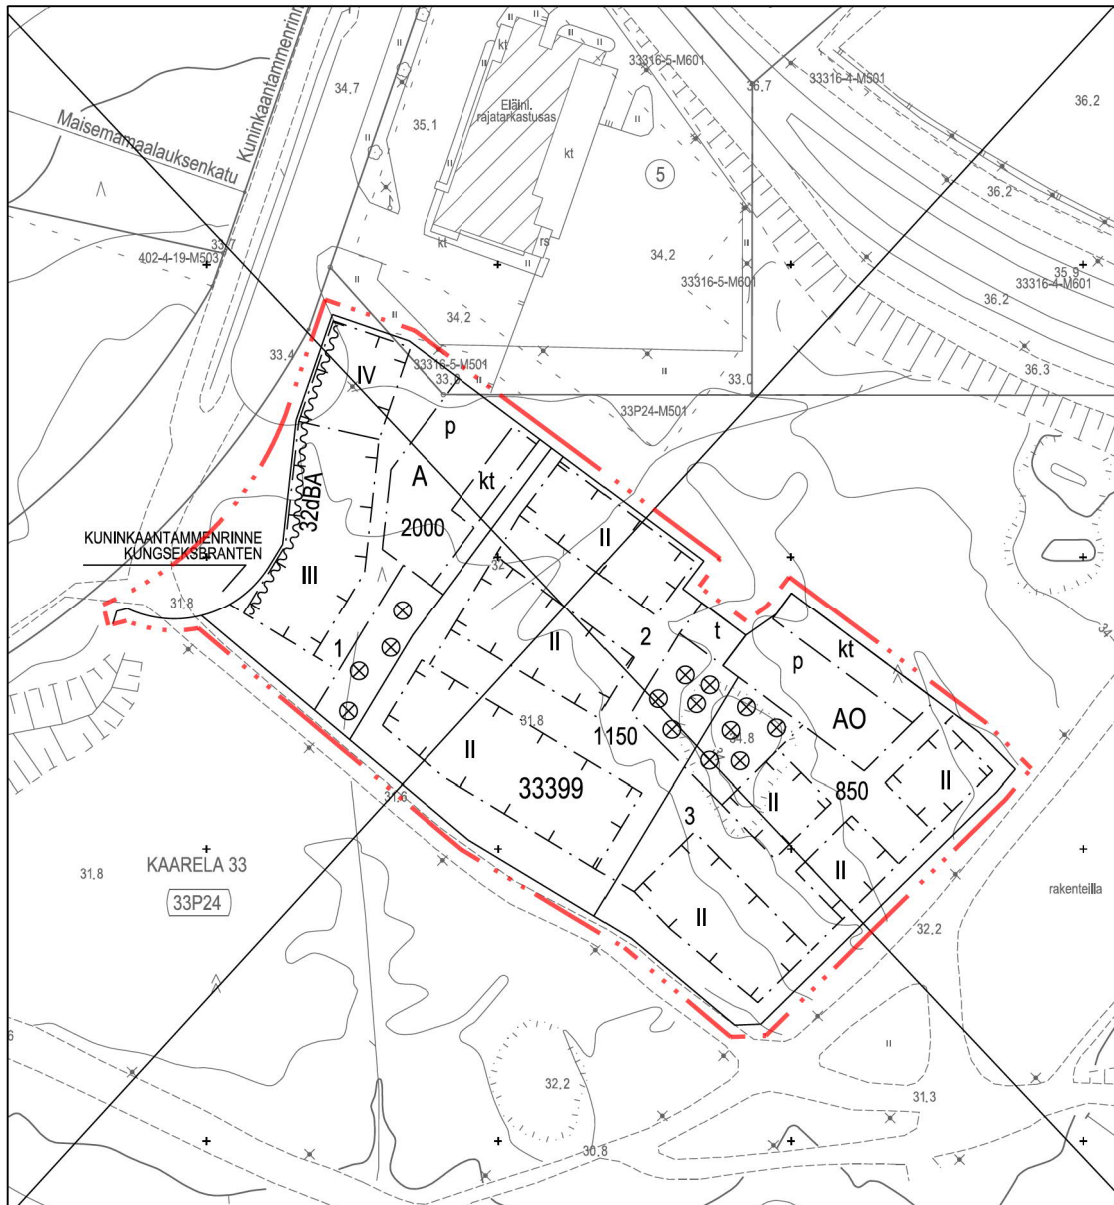 Kuninkaantammenrinn
Maisemamaalauksenkatu
34.7
35.1
kt
Eläinl.
rajatarkastusas
kt
kt
rs
5
33316-5-M601
36.7
33316-4-M501
36.2
36.2
34.2
33316-5-M601
35.9
33316-4-M601
36.2
36.3
33.7
402-4-19-M503
33.4
34.2
33316-5-M501
33.0
33P24-M501
IV
p
A
kt
2000
32dBA
III
KUNINKAANTAMMENRINNE
KUNGSEKSBRANTEN
31.8
32
II
II
2
t
1
p
kt
AO
31.8
1150
34.8
II
33399
850
II
II
3
II
II
31.6
KAARELA 33
33P24
31.8
rakenteilla
32.2
32.2
31.3
30.8